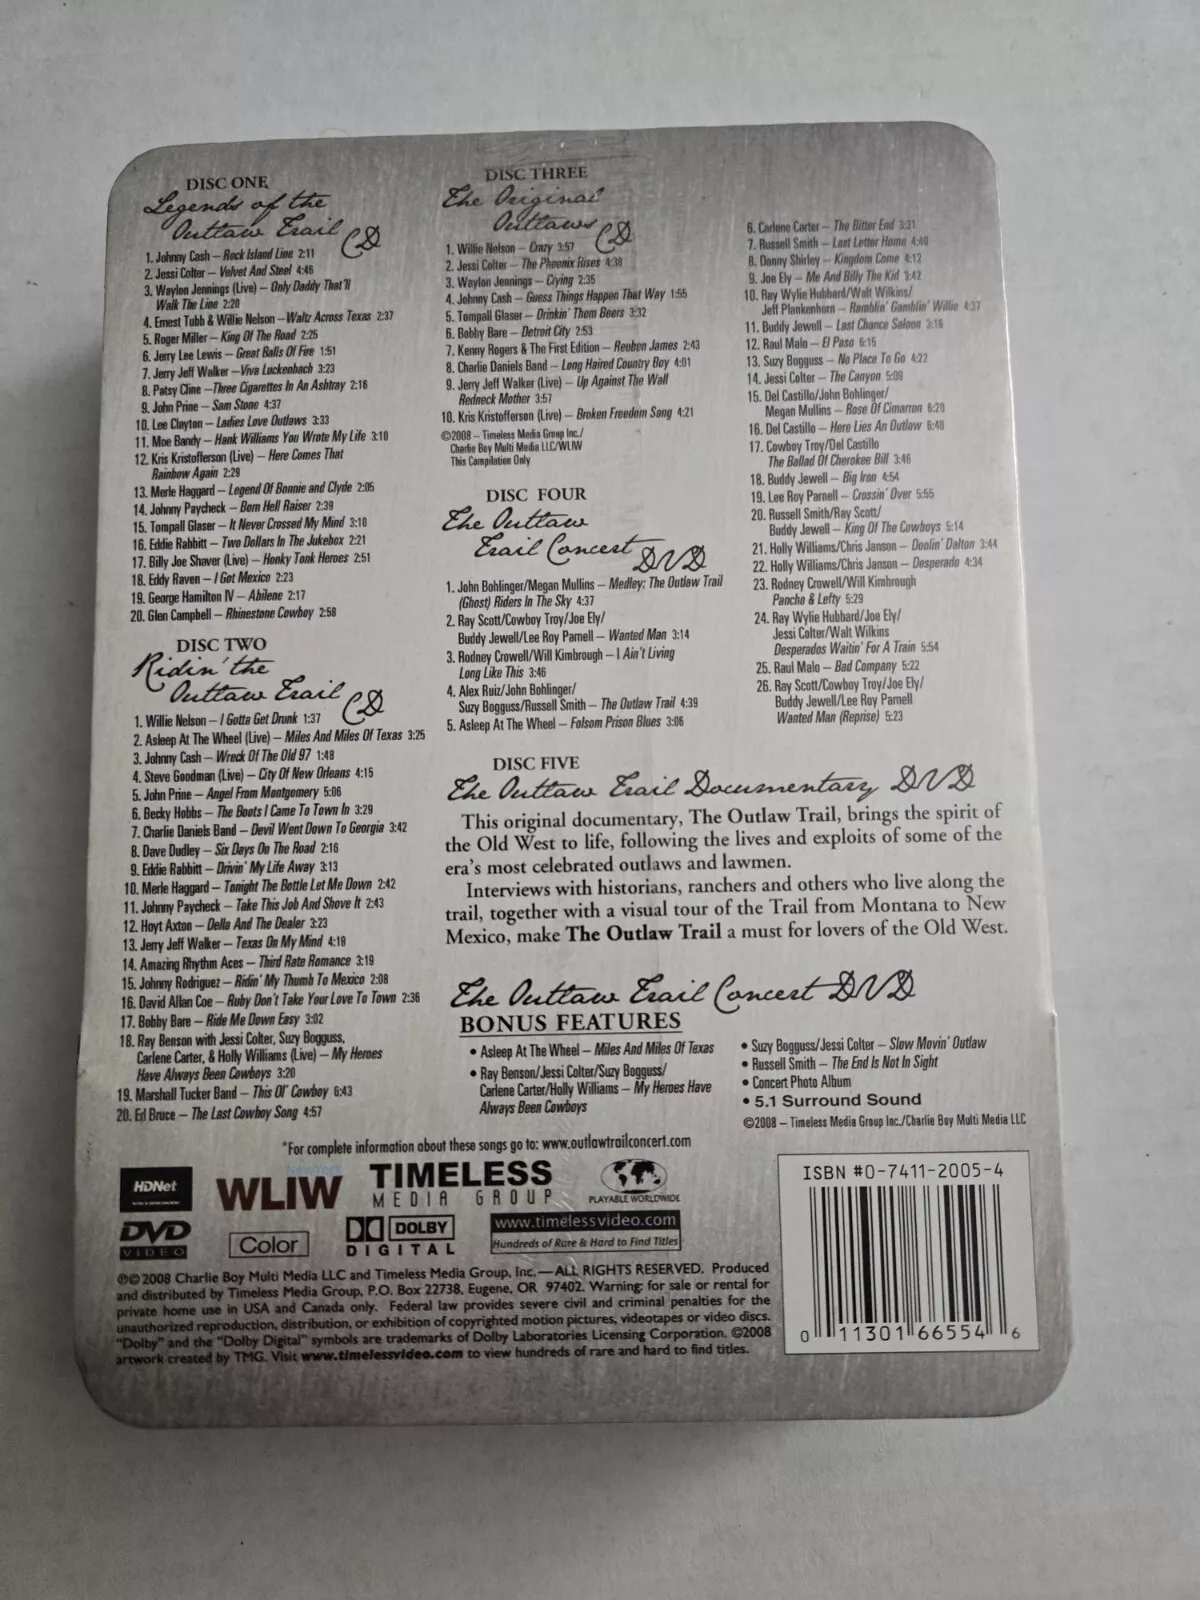 DISC ONE
Legends of the
Outlaw Trail CD
1. Johnny Cash – Rock Island Line 2:11
2. Jessi Colter – Velvet And Steel 4:46
3. Waylon Jennings (Live) – Only Daddy That'll
Walk The Line 2:20
4. Ernest Tubb & Willie Nelson – Waltz Across Texas 2:37
5. Roger Miller – King Of The Road 2:25
6. Jerry Lee Lewis – Great Balls Of Fire 1:51
7. Jerry Jeff Walker – Viva Luckenbach 3:23
8. Patsy Cline – Three Cigarettes In An Ashtray 2:16
9. John Prine – Sam Stone 4:37
10. Lee Clayton – Ladies Love Outlaws 3:33
11. Moe Bandy – Hank Williams You Wrote My Life 3:10
12. Kris Kristofferson (Live) – Here Comes That
Rainbow Again 2:29
13. Merle Haggard – Legend Of Bonnie and Clyde 2:05
14. Johnny Paycheck – Born Hell Raiser 2:39
15. Tompall Glaser – It Never Crossed My Mind 3:10
16. Eddie Rabbitt – Two Dollars In The Jukebox 2:21
17. Billy Joe Shaver (Live) – Honky Tonk Heroes 2:51
18. Eddy Raven – I Got Mexico 2:23
19. George Hamilton IV – Abilene 2:17
20. Glen Campbell – Rhinestone Cowboy 2:58
DISC TWO
Ridin' the
Outlaw Trail CD
1. Willie Nelson – I Gotta Get Drunk 1:37
2. Asleep At The Wheel (Live) – Miles And Miles Of Texas 3:25
3. Johnny Cash – Wreck Of The Old 97 1:48
4. Steve Goodman (Live) – City Of New Orleans 4:15
5. John Prine – Angel From Montgomery 5:06
6. Becky Hobbs – The Boots I Came To Town In 3:29
7. Charlie Daniels Band – Devil Went Down To Georgia 3:42
8. Dave Dudley – Six Days On The Road 2:16
9. Eddie Rabbitt – Drivin' My Life Away 3:13
10. Merle Haggard – Tonight The Bottle Let Me Down 2:42
11. Johnny Paycheck – Take This Job And Shove It 2:43
12. Hoyt Axton – Della And The Dealer 3:23
13. Jerry Jeff Walker – Texas On My Mind 4:18
14. Amazing Rhythm Aces – Third Rate Romance 3:19
15. Johnny Rodriguez – Ridin' My Thumb To Mexico 2:08
16. David Allan Coe – Ruby Don't Take Your Love To Town 2:36
17. Bobby Bare – Ride Me Down Easy 3:02
18. Ray Benson with Jessi Colter, Suzy Bogguss,
Carlene Carter, & Holly Williams (Live) – My Heroes
Have Always Been Cowboys 3:20
19. Marshall Tucker Band – This Ol' Cowboy 6:43
20. Ed Bruce – The Last Cowboy Song 4:57
DISC THREE
The Original
Outlaws CD
1. Willie Nelson – Crazy 3:57
2. Jessi Colter – The Phoenix Rises 4:38
3. Waylon Jennings – Crying 2:35
4. Johnny Cash – Guess Things Happen That Way 1:55
5. Tompall Glaser – Drinkin' Them Beers 3:32
6. Bobby Bare – Detroit City 2:53
7. Kenny Rogers & The First Edition – Reuben James 2:43
8. Charlie Daniels Band – Long Haired Country Boy 4:01
9. Jerry Jeff Walker (Live) – Up Against The Wall
Redneck Mother 3:57
10. Kris Kristofferson (Live) – Broken Freedom Song 4:21
©2008 – Timeless Media Group Inc./
Charlie Boy Multi Media LLC/WLIW
This Compilation Only
DISC FOUR
The Outlaw
Trail Concert DVD
1. John Bohlinger/Megan Mullins – Medley: The Outlaw Trail
(Ghost) Riders In The Sky 4:37
2. Ray Scott/Cowboy Troy/Joe Ely/
Buddy Jewell/Lee Roy Parnell – Wanted Man 3:14
3. Rodney Crowell/Will Kimbrough – I Ain't Living
Long Like This 3:46
4. Alex Ruiz/John Bohlinger/
Suzy Bogguss/Russell Smith – The Outlaw Trail 4:39
5. Asleep At The Wheel – Folsom Prison Blues 3:06
6. Carlene Carter – The Bitter End 3:31
7. Russell Smith – Last Letter Home 4:40
8. Danny Shirley – Kingdom Come 4:12
9. Joe Ely – Me And Billy The Kid 3:42
10. Ray Wylie Hubbard/Walt Wilkins/
Jeff Plankenhorn – Ramblin' Gamblin' Willie 4:37
11. Buddy Jewell – Last Chance Saloon 3:16
12. Raul Malo – El Paso 6:15
13. Suzy Bogguss – No Place To Go 4:22
14. Jessi Colter – The Canyon 5:09
15. Del Castillo/John Bohlinger/
Megan Mullins – Rose Of Cimarron 6:20
16. Del Castillo – Here Lies An Outlaw 6:40
17. Cowboy Troy/Del Castillo
The Ballad Of Cherokee Bill 3:46
18. Buddy Jewell – Big Iron 4:54
19. Lee Roy Parnell – Crossin' Over 5:55
20. Russell Smith/Ray Scott/
Buddy Jewell – King Of The Cowboys 5:14
21. Holly Williams/Chris Janson – Doolin' Dalton 3:44
22. Holly Williams/Chris Janson – Desperado 4:34
23. Rodney Crowell/Will Kimbrough
Pancho & Lefty 5:29
24. Ray Wylie Hubbard/Joe Ely/
Jessi Colter/Walt Wilkins
Desperados Waitin' For A Train 5:54
25. Raul Malo – Bad Company 5:22
26. Ray Scott/Cowboy Troy/Joe Ely/
Buddy Jewell/Lee Roy Parnell
Wanted Man (Reprise) 5:23
DISC FIVE
The Outlaw Trail Documentary DVD
This original documentary, The Outlaw Trail, brings the spirit of
the Old West to life, following the lives and exploits of some of the
era's most celebrated outlaws and lawmen.
Interviews with historians, ranchers and others who live along the
trail, together with a visual tour of the Trail from Montana to New
Mexico, make The Outlaw Trail a must for lovers of the Old West.
The Outlaw Trail Concert DVD
BONUS FEATURES
• Asleep At The Wheel – Miles And Miles Of Texas
• Ray Benson/Jessi Colter/Suzy Bogguss/
Carlene Carter/Holly Williams – My Heroes Have
Always Been Cowboys
• Suzy Bogguss/Jessi Colter – Slow Movin' Outlaw
• Russell Smith – The End Is Not In Sight
• Concert Photo Album
• 5.1 Surround Sound
©2008 – Timeless Media Group Inc./Charlie Boy Multi Media LLC
*For complete information about these songs go to: www.outlawtrailconcert.com
HDNet
New York
WLIW
TIMELESS
MEDIA GROUP
PLAYABLE WORLDWIDE
DVD
VIDEO
Color
DOLBY
DIGITAL
www.timelessvideo.com
Hundreds of Rare & Hard to Find Titles
℗©2008 Charlie Boy Multi Media LLC and Timeless Media Group, Inc.—ALL RIGHTS RESERVED. Produced
and distributed by Timeless Media Group, P.O. Box 22738, Eugene, OR 97402. Warning: for sale or rental for
private home use in USA and Canada only. Federal law provides severe civil and criminal penalties for the
unauthorized reproduction, distribution, or exhibition of copyrighted motion pictures, videotapes or video discs.
"Dolby" and the "Dolby Digital" symbols are trademarks of Dolby Laboratories Licensing Corporation. ©2008
artwork created by TMG. Visit www.timelessvideo.com to view hundreds of rare and hard to find titles.
ISBN #0-7411-2005-4
0 11301 66554 6